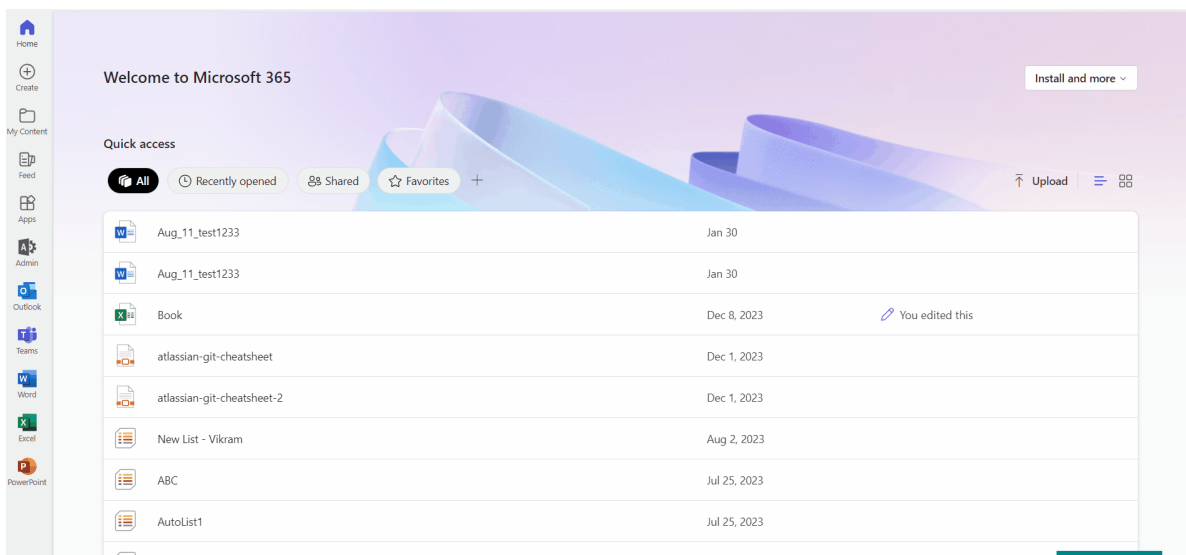 Home
Create
My Content
Feed
Apps
Admin
Outlook
Teams
Word
Excel
PowerPoint
Welcome to Microsoft 365
Install and more
Quick access
All
Recently opened
Shared
Favorites
Upload
Aug_11_test1233 Jan 30
Aug_11_test1233 Jan 30
Book Dec 8, 2023 You edited this
atlassian-git-cheatsheet Dec 1, 2023
atlassian-git-cheatsheet-2 Dec 1, 2023
New List - Vikram Aug 2, 2023
ABC Jul 25, 2023
AutoList1 Jul 25, 2023